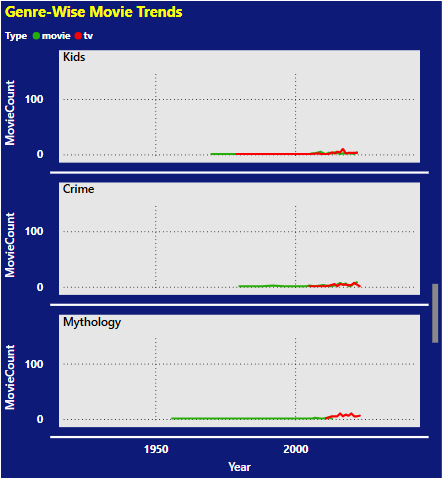 Genre-Wise Movie Trends
Type movie tv
Kids
MovieCount
100
0
Crime
MovieCount
100
0
Mythology
MovieCount
100
0
1950 2000
Year